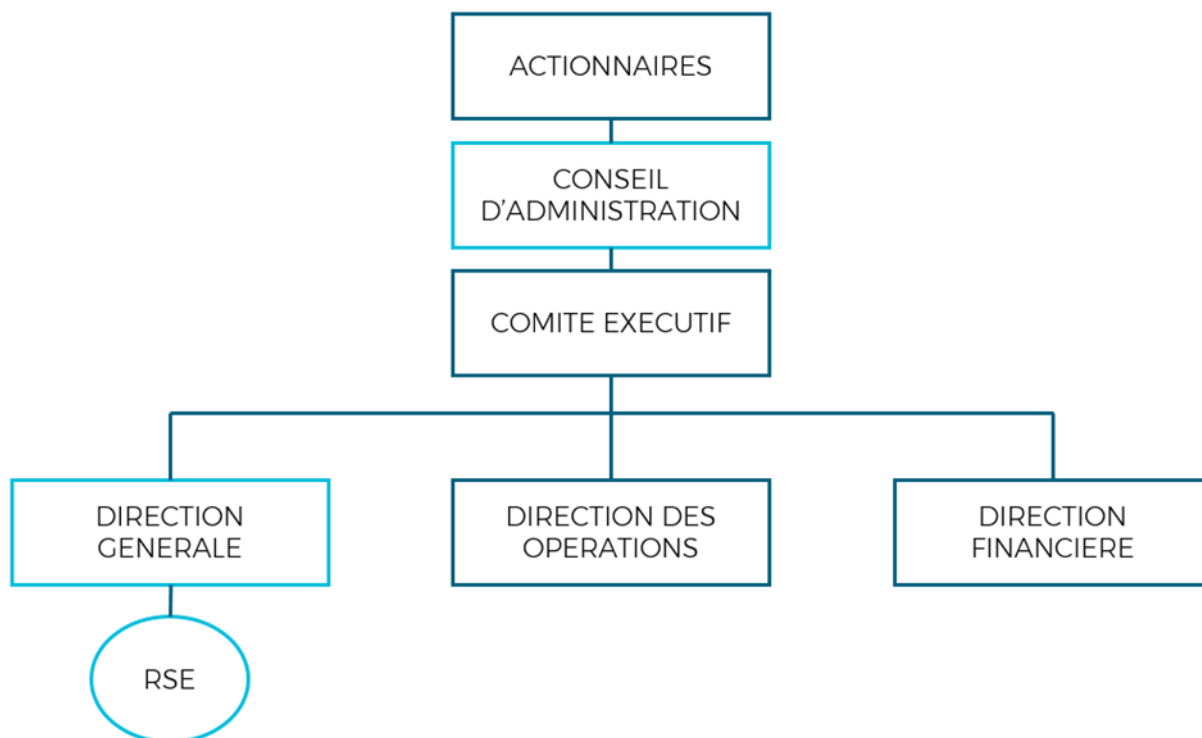 ACTIONNAIRES
CONSEIL
D'ADMINISTRATION
COMITE EXECUTIF
DIRECTION
GENERALE
DIRECTION DES
OPERATIONS
DIRECTION
FINANCIERE
RSE